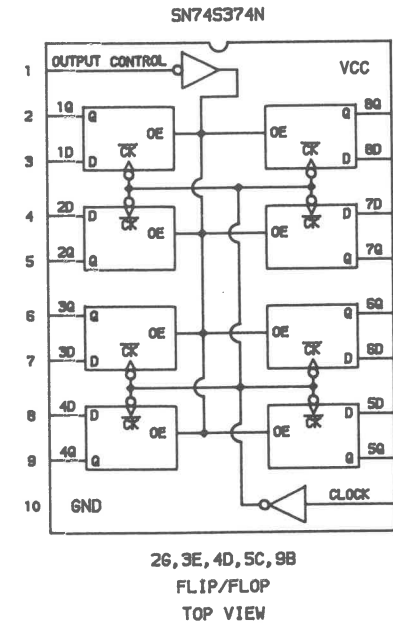 SN74S374N
1 OUTPUT CONTROL VCC
2 1Q Q OE OE Q 8Q
3 1D D CK CK D 8D
4 2D D CK CK D 7D
5 2Q Q OE OE Q 7Q
6 3Q Q OE OE Q 6Q
7 3D D CK CK D 6D
8 4D D CK CK D 5D
9 4Q Q OE OE Q 5Q
10 GND CLOCK
2G,3E,4D,5C,9B
FLIP/FLOP
TOP VIEW